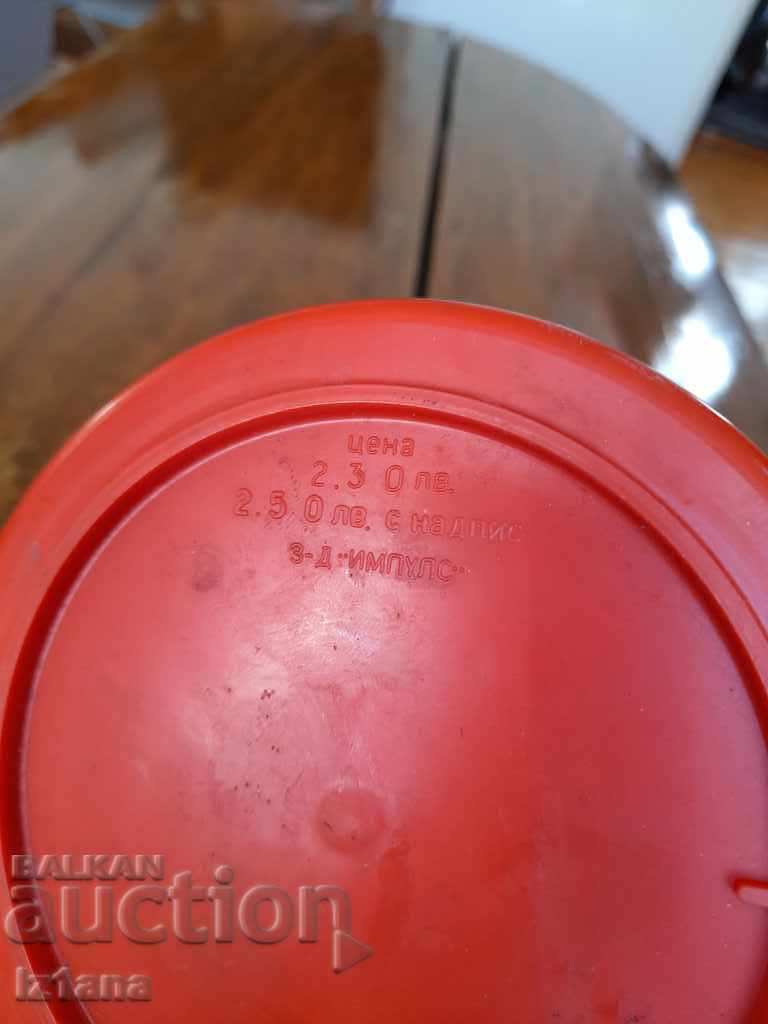 цена
2.30 лв.
2.50 лв. с надпис
З-Д "ИМПУЛС"
BALKAN
auction
iz1ana